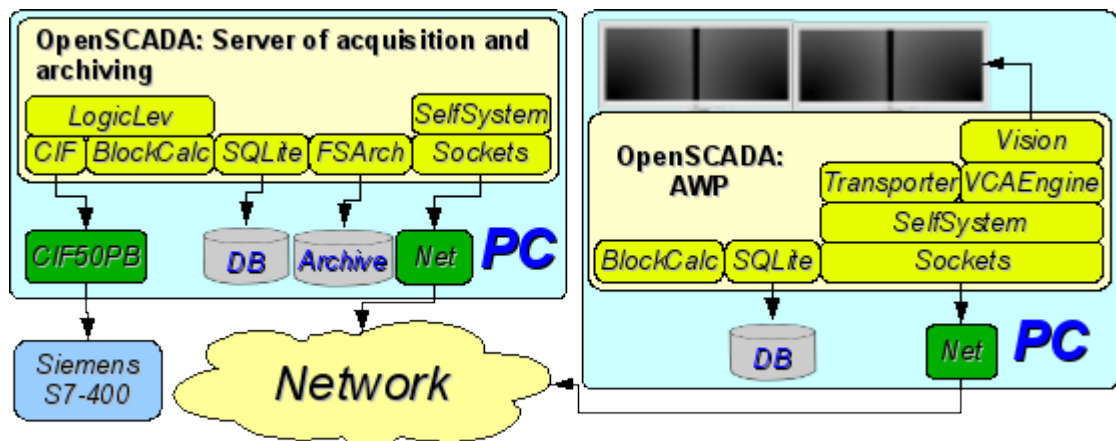 OpenSCADA: Server of acquisition and
archiving
LogicLev
SelfSystem
CIF
BlockCalc
SQLite
FSArch
Sockets
CIF50PB
DB
Archive
Net
PC
Siemens
S7-400
Network
OpenSCADA:
AWP
Vision
Transporter
VCAEngine
SelfSystem
BlockCalc
SQLite
Sockets
DB
Net
PC